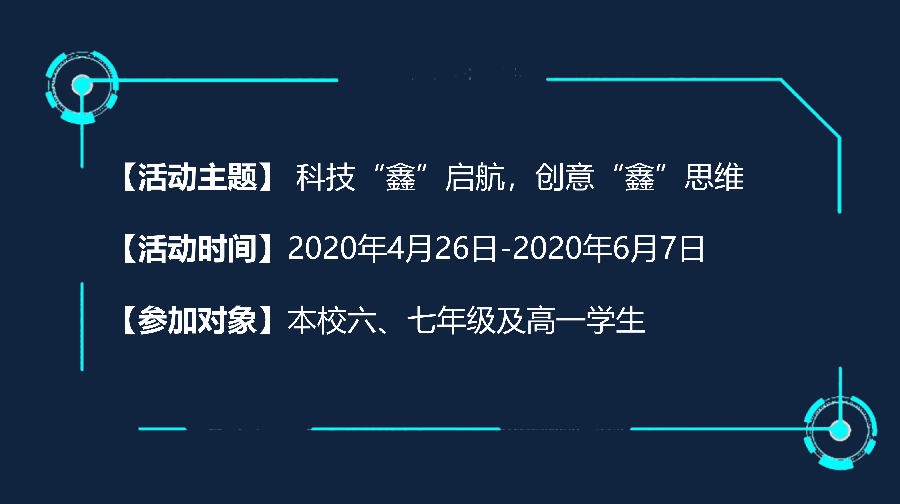 【活动主题】 科技“鑫”启航，创意“鑫”思维
【活动时间】2020年4月26日-2020年6月7日
【参加对象】本校六、七年级及高一学生